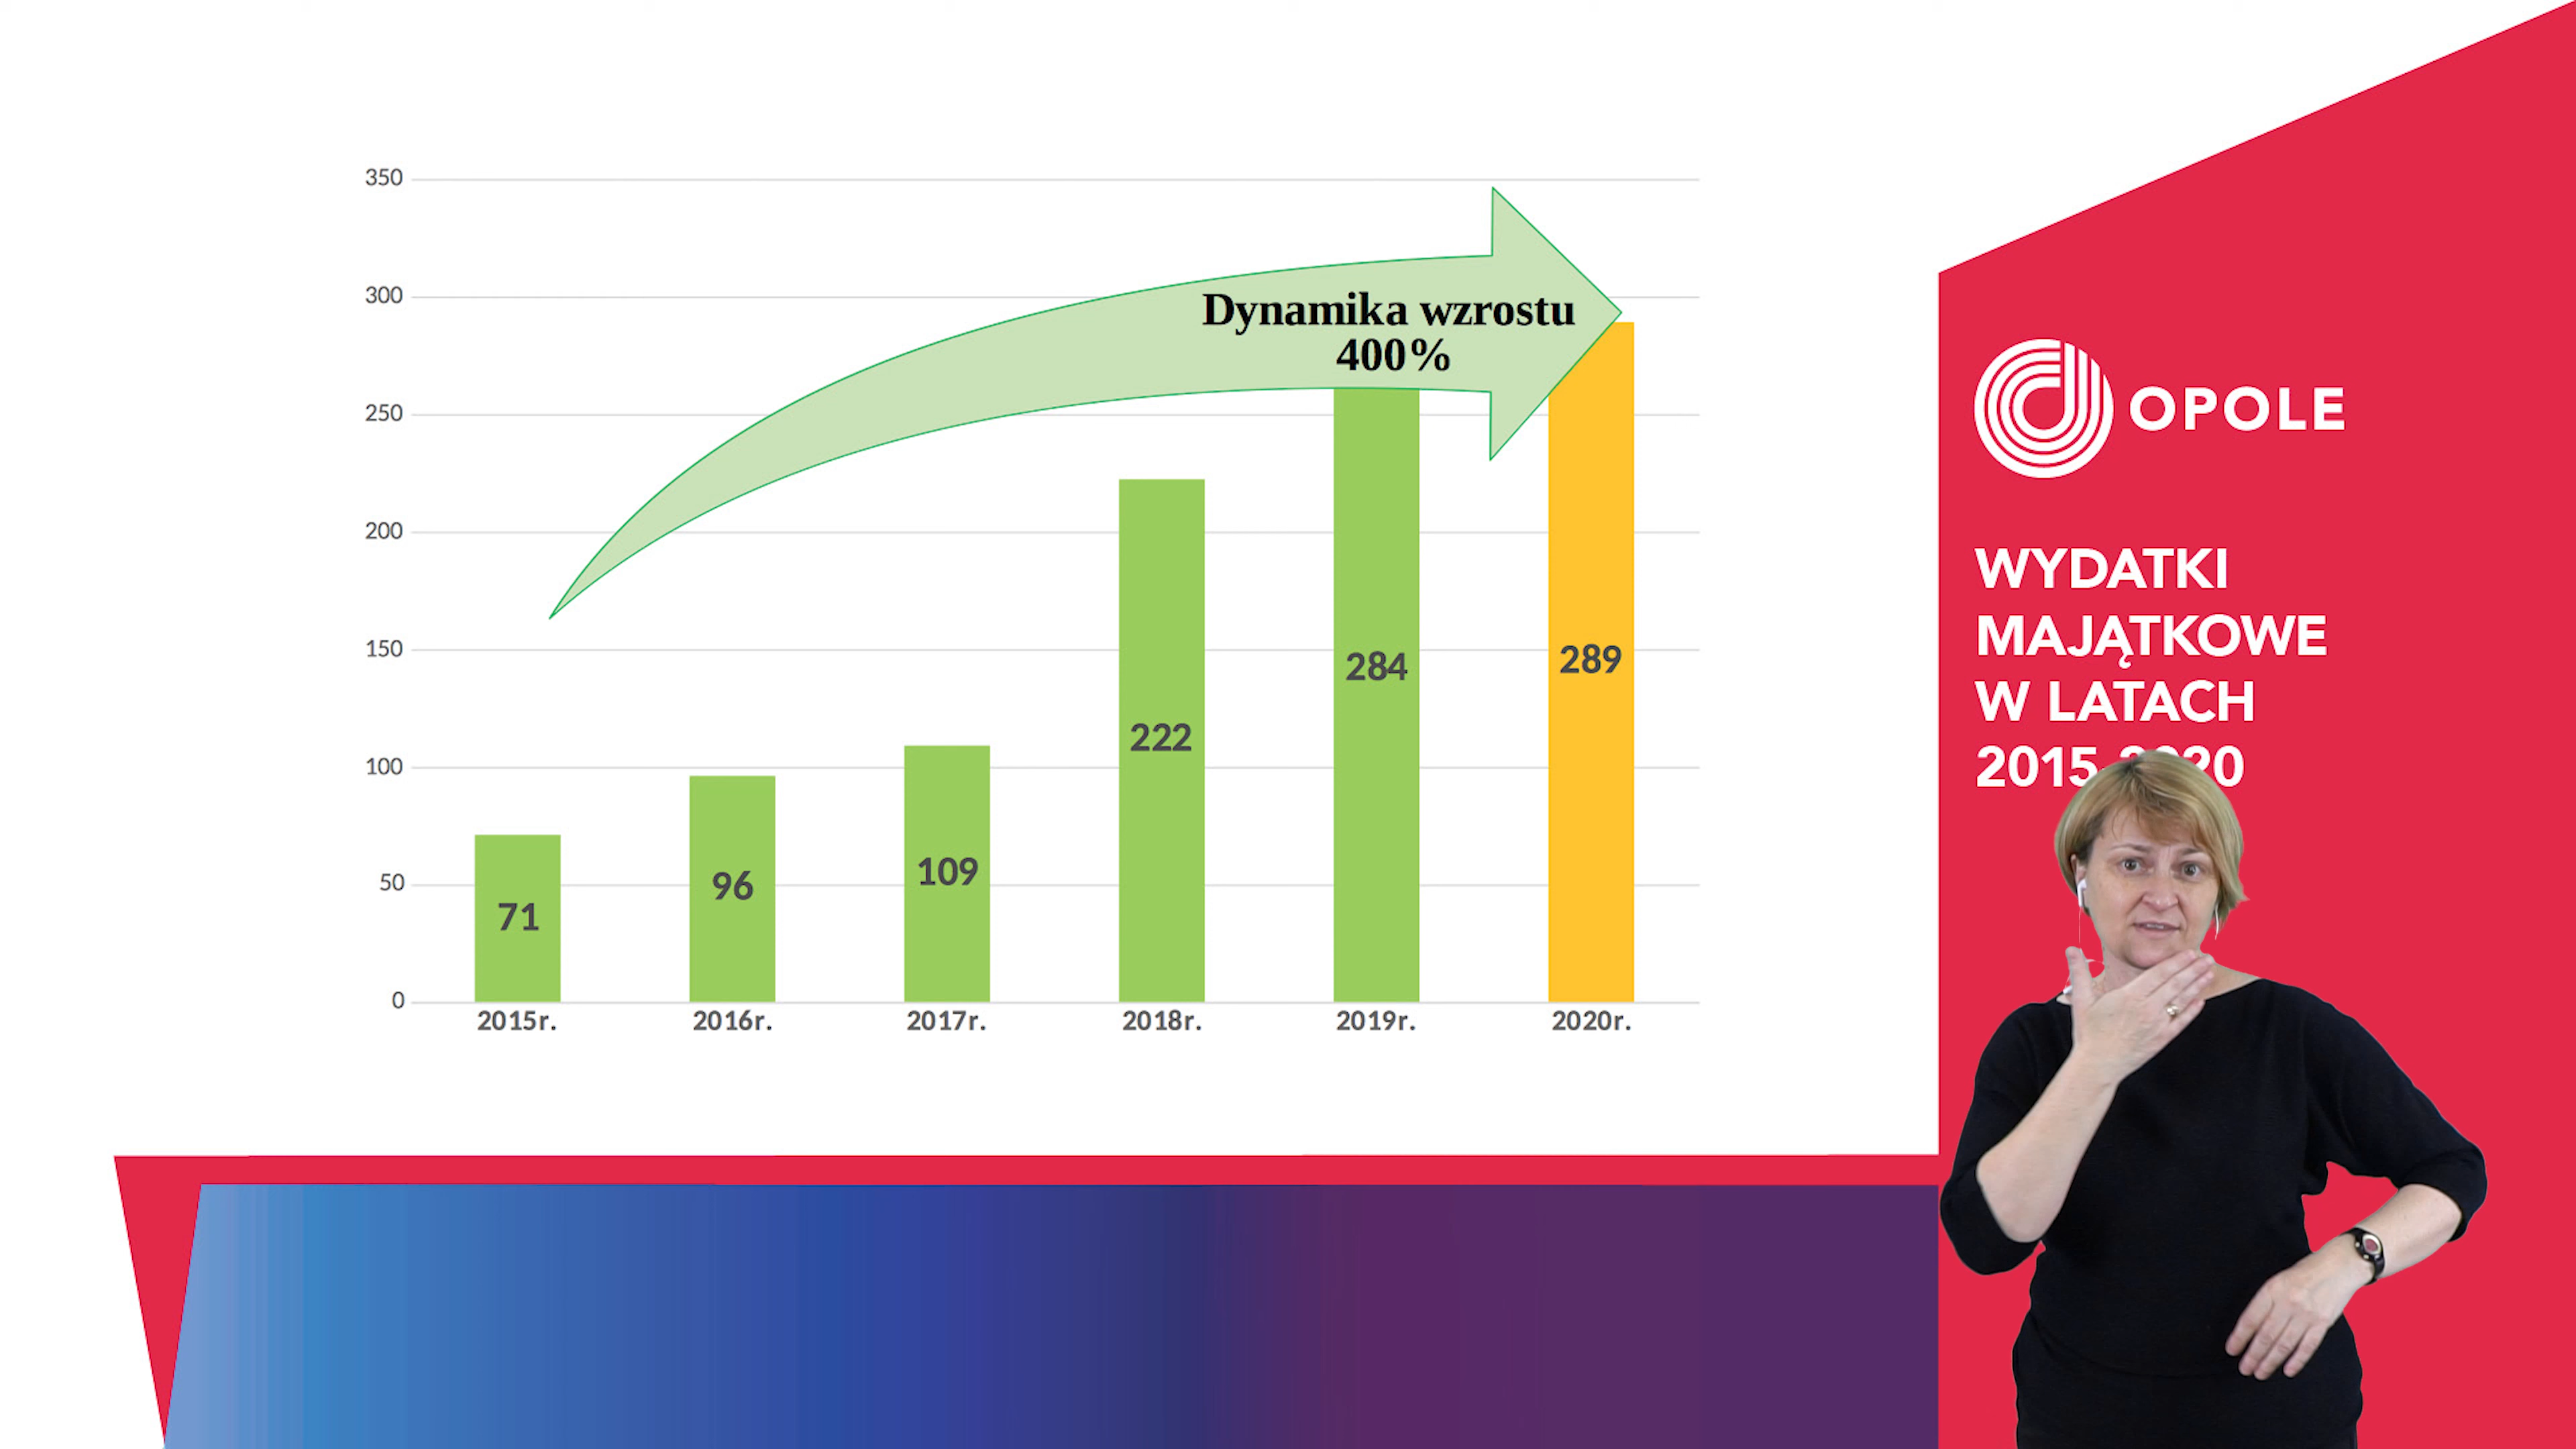 350
300
250
200
150
100
50
0
Dynamika wzrostu
400%
71
96
109
222
284
289
2015r.
2016r.
2017r.
2018r.
2019r.
2020r.
OPOLE
WYDATKI
MAJĄTKOWE
W LATACH